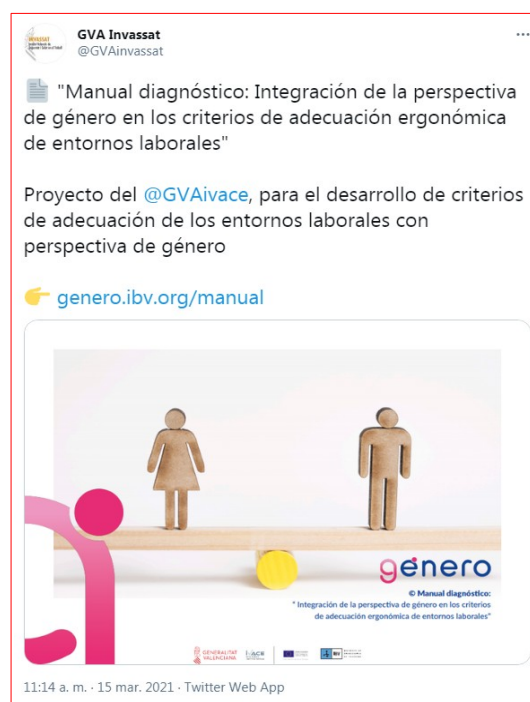 GVA Invassat
@GVAinvassat
"Manual diagnóstico: Integración de la perspectiva
de género en los criterios de adecuación ergonómica
de entornos laborales"
Proyecto del @GVAivace, para el desarrollo de criterios
de adecuación de los entornos laborales con
perspectiva de género
genero.ibv.org/manual
género
© Manual diagnóstico:
" Integración de la perspectiva de género en los criterios
de adecuación ergonómica de entornos laborales"
GENERALITAT
VALENCIANA
11:14 a. m. · 15 mar. 2021 · Twitter Web App